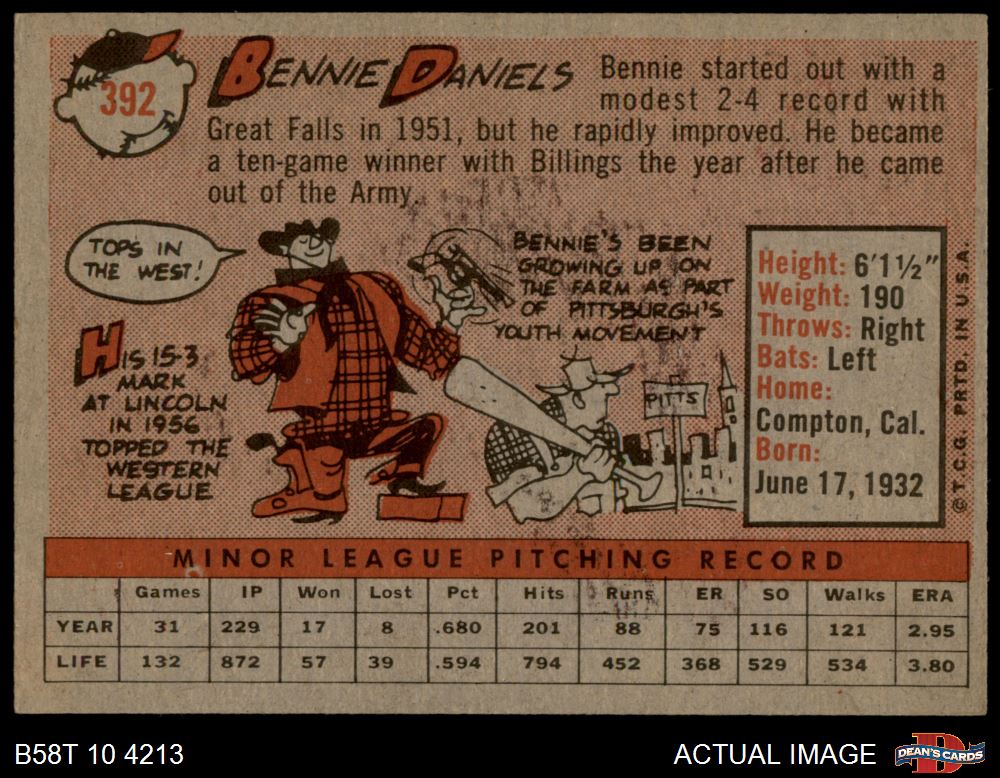 392
BENNIE DANIELS
Bennie started out with a
modest 2-4 record with
Great Falls in 1951, but he rapidly improved. He became
a ten-game winner with Billings the year after he came
out of the Army.
TOPS IN
THE WEST!
HIS 15-3
MARK
AT LINCOLN
IN 1956
TOPPED THE
WESTERN
LEAGUE
BENNIE'S BEEN
GROWING UP ON
THE FARM AS PART
OF PITTSBURGH'S
YOUTH MOVEMENT
PITTS
Height: 6'1½"
Weight: 190
Throws: Right
Bats: Left
Home:
Compton, Cal.
Born:
June 17, 1932
© T.C.G. PRTD. IN U.S.A.
MINOR LEAGUE PITCHING RECORD
Games IP Won Lost Pct Hits Runs ER SO Walks ERA
YEAR 31 229 17 8 .680 201 88 75 116 121 2.95
LIFE 132 872 57 39 .594 794 452 368 529 534 3.80
B58T 10 4213
ACTUAL IMAGE
DEAN'S CARDS